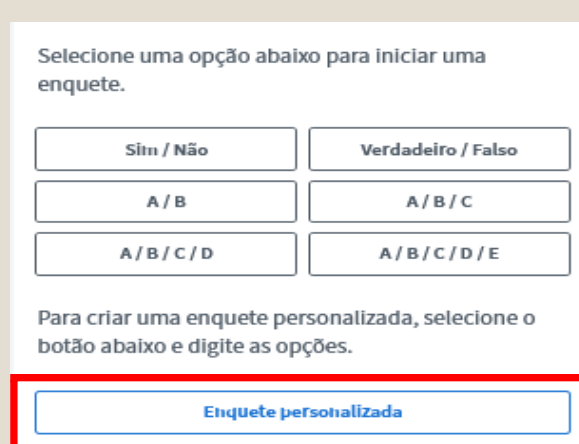 Selecione uma opção abaixo para iniciar uma
enquete.
Sim / Não
Verdadeiro / Falso
A / B
A / B / C
A / B / C / D
A / B / C / D / E
Para criar uma enquete personalizada, selecione o
botão abaixo e digite as opções.
Enquete personalizada